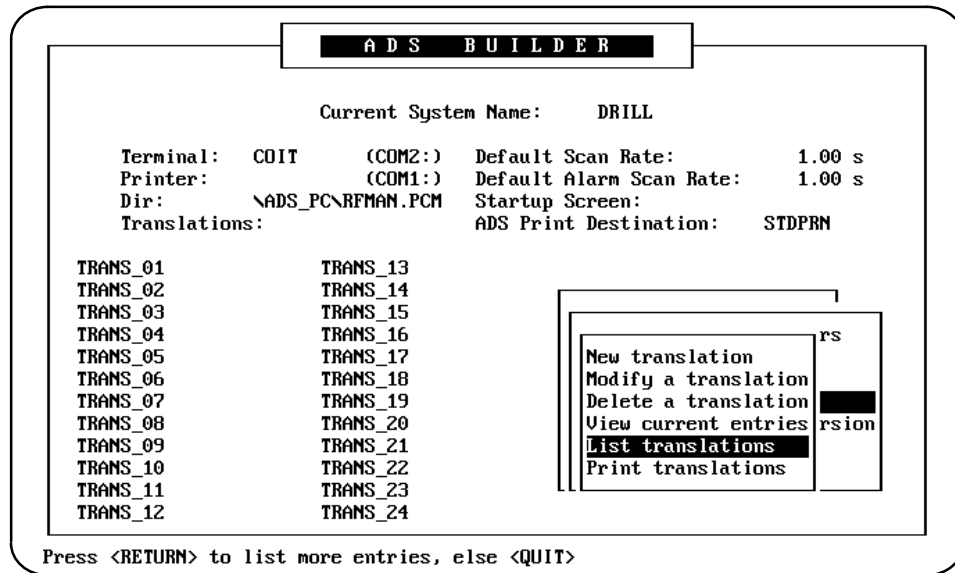 ADS BUILDER
Current System Name: DRILL
Terminal: COIT (COM2:) Default Scan Rate: 1.00 s
Printer: (COM1:) Default Alarm Scan Rate: 1.00 s
Dir: \ADS_PC\RFMAN.PCM Startup Screen:
Translations: ADS Print Destination: STDPRN
TRANS_01 TRANS_13
TRANS_02 TRANS_14
TRANS_03 TRANS_15
TRANS_04 TRANS_16 rs
TRANS_05 TRANS_17 New translation
TRANS_06 TRANS_18 Modify a translation
TRANS_07 TRANS_19 Delete a translation
TRANS_08 TRANS_20 View current entries rsion
TRANS_09 TRANS_21 List translations
TRANS_10 TRANS_22 Print translations
TRANS_11 TRANS_23
TRANS_12 TRANS_24
Press <RETURN> to list more entries, else <QUIT>